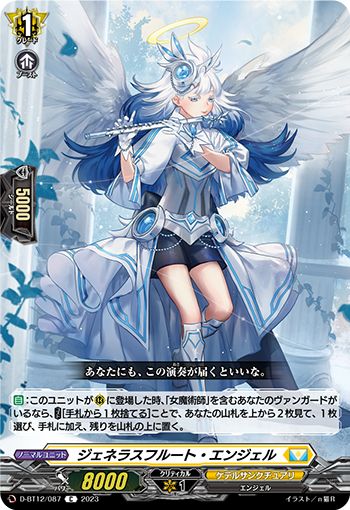 1
グレード
ブースト
5000
シールド
あなたにも、この演奏が届くといいな。
自：このユニットがRに登場した時、「女魔術師」を含むあなたのヴァンガードが
いるなら、【手札から1枚捨てる】ことで、あなたの山札を上から2枚見て、1枚
選び、手札に加え、残りを山札の上に置く。
ノーマルユニット
ジェネラスフルート・エンジェル
パワー
8000
クリティカル
1
ケテルサンクチュアリ
エンジェル
D-BT12/087 C 2023
イラスト／n猫R